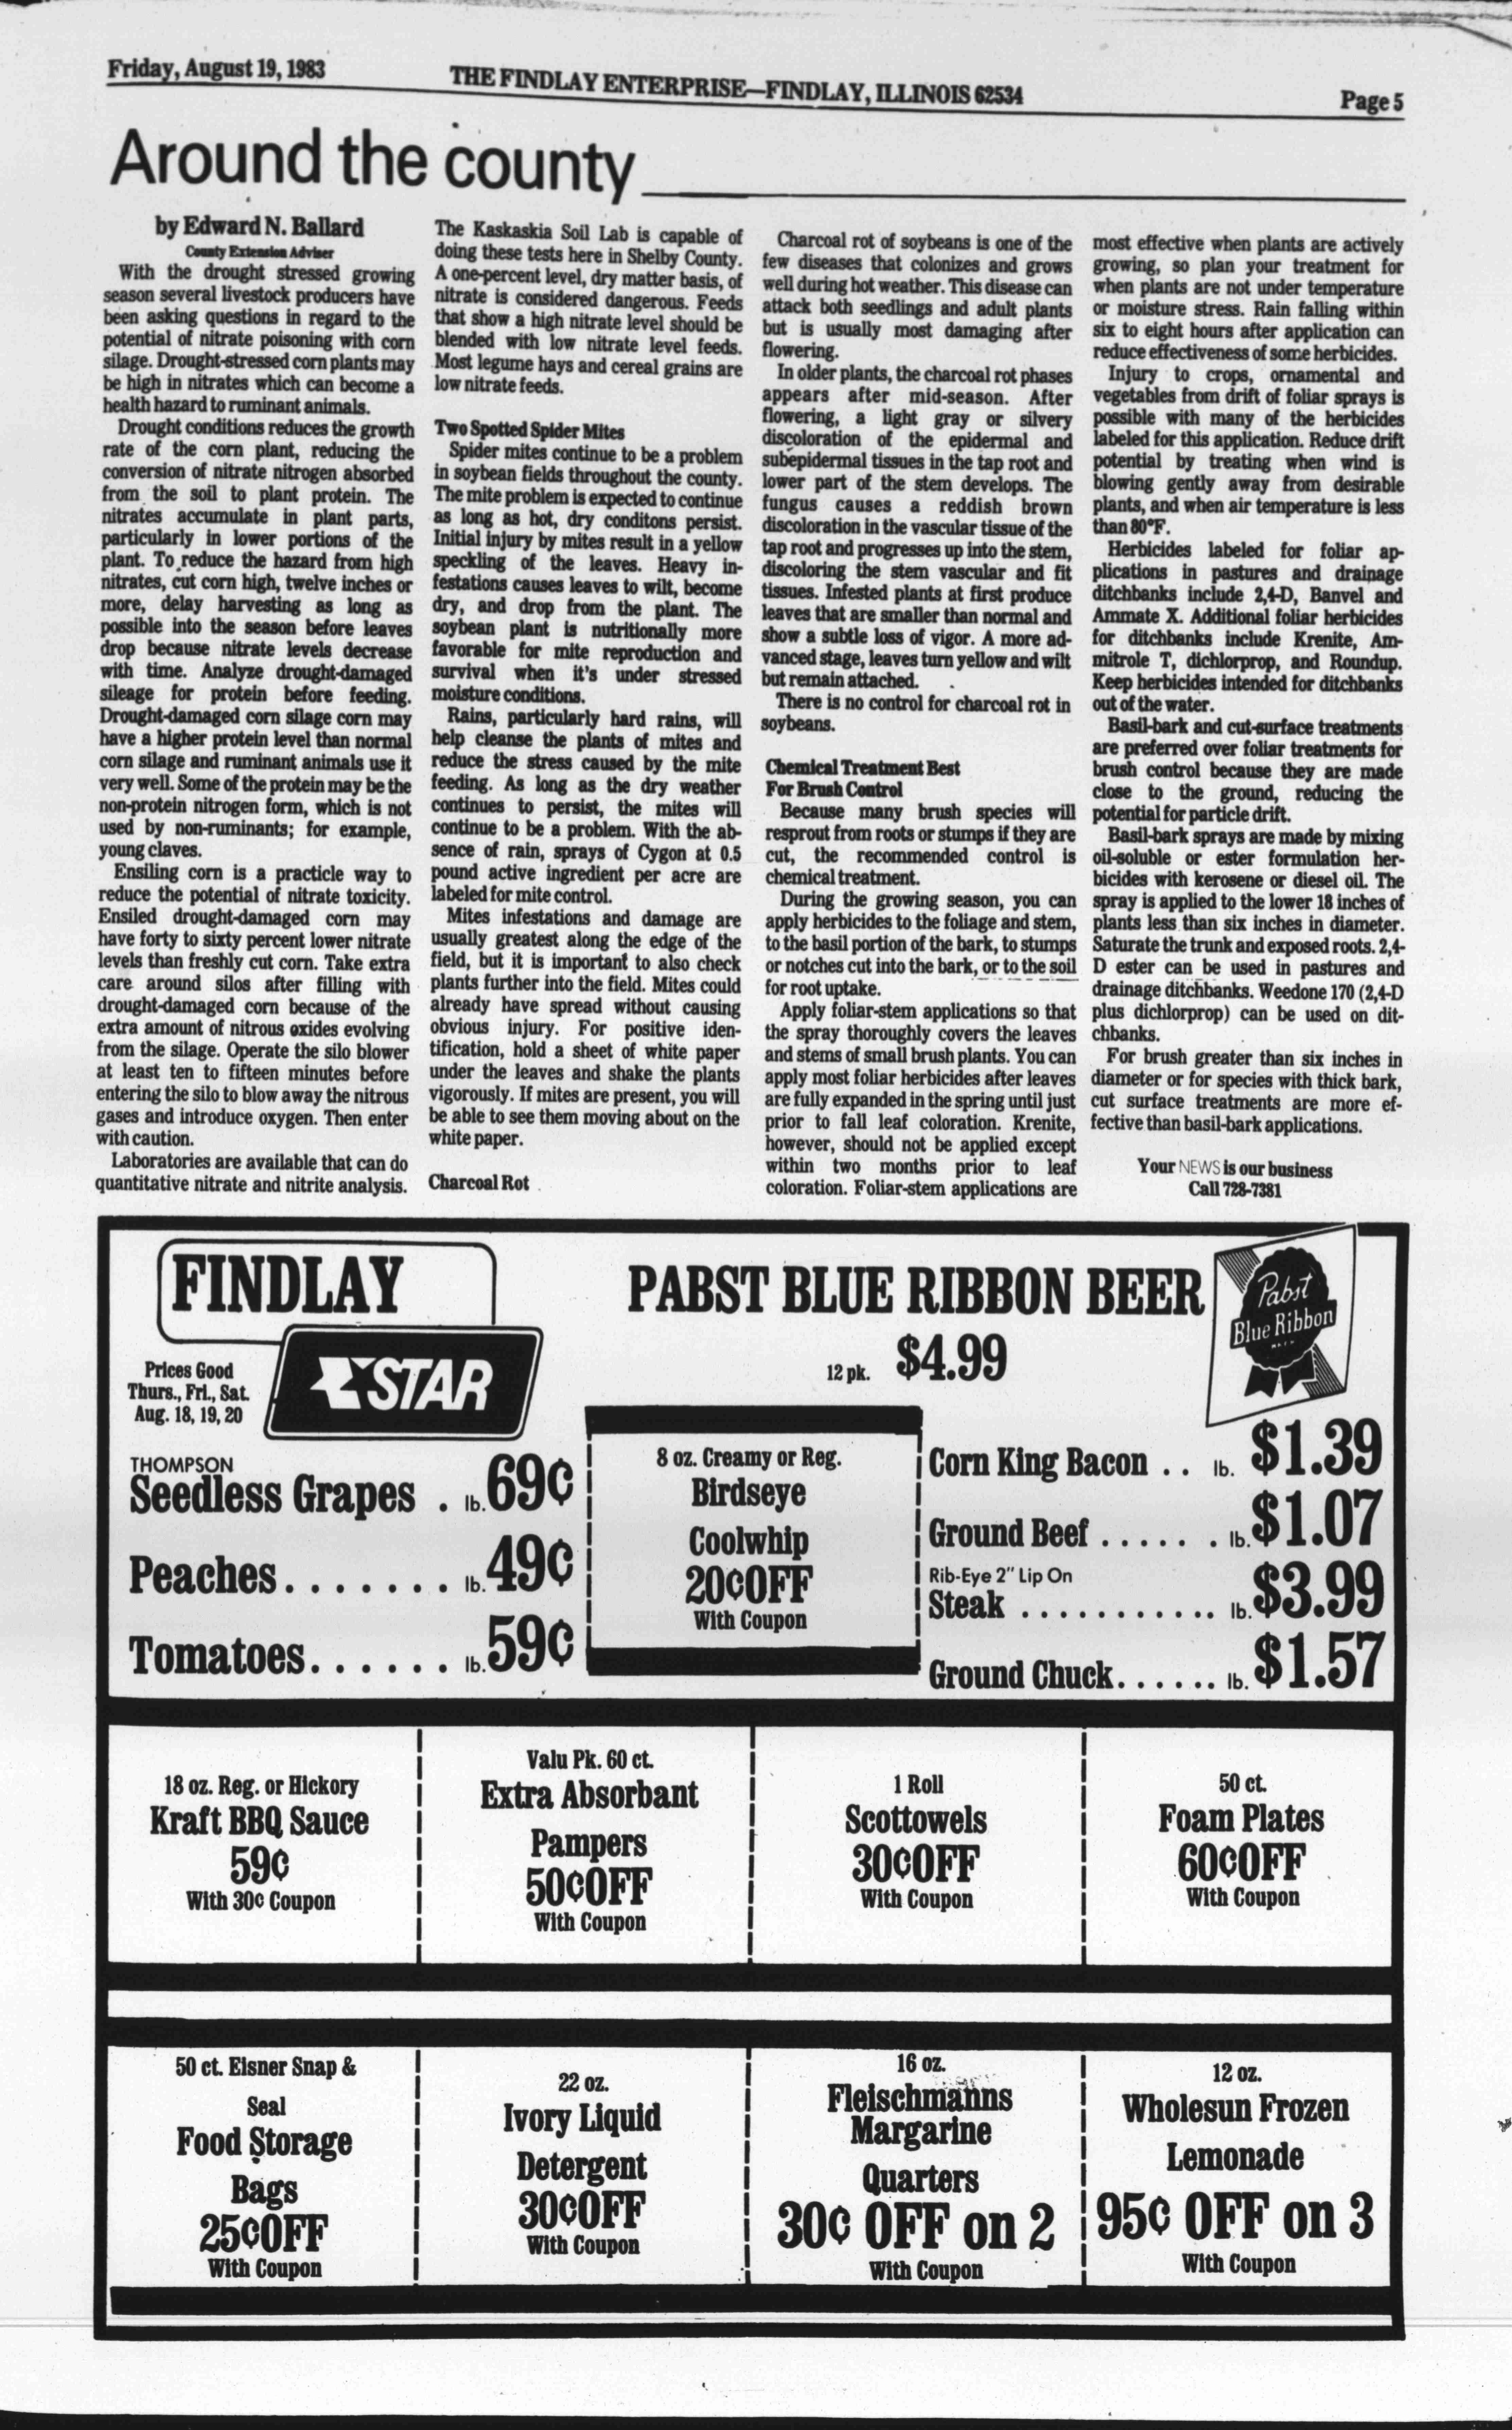 Friday, August 19, 1983
THE FINDLAY ENTERPRISE—FINDLAY, ILLINOIS 62534
Page 5
Around the county
by Edward N. Ballard
County Extension Adviser
With the drought stressed growing
season several livestock producers have
been asking questions in regard to the
potential of nitrate poisoning with corn
silage. Drought-stressed corn plants may
be high in nitrates which can become a
health hazard to ruminant animals.
Drought conditions reduces the growth
rate of the corn plant, reducing the
conversion of nitrate nitrogen absorbed
from the soil to plant protein. The
nitrates accumulate in plant parts,
particularly in lower portions of the
plant. To reduce the hazard from high
nitrates, cut corn high, twelve inches or
more, delay harvesting as long as
possible into the season before leaves
drop because nitrate levels decrease
with time. Analyze drought-damaged
sileage for protein before feeding.
Drought-damaged corn silage corn may
have a higher protein level than normal
corn silage and ruminant animals use it
very well. Some of the protein may be the
non-protein nitrogen form, which is not
used by non-ruminants; for example,
young claves.
Ensiling corn is a practicle way to
reduce the potential of nitrate toxicity.
Ensiled drought-damaged corn may
have forty to sixty percent lower nitrate
levels than freshly cut corn. Take extra
care around silos after filling with
drought-damaged corn because of the
extra amount of nitrous oxides evolving
from the silage. Operate the silo blower
at least ten to fifteen minutes before
entering the silo to blow away the nitrous
gases and introduce oxygen. Then enter
with caution.
Laboratories are available that can do
quantitative nitrate and nitrite analysis.
The Kaskaskia Soil Lab is capable of
doing these tests here in Shelby County.
A one-percent level, dry matter basis, of
nitrate is considered dangerous. Feeds
that show a high nitrate level should be
blended with low nitrate level feeds.
Most legume hays and cereal grains are
low nitrate feeds.
Two Spotted Spider Mites
Spider mites continue to be a problem
in soybean fields throughout the county.
The mite problem is expected to continue
as long as hot, dry conditons persist.
Initial injury by mites result in a yellow
speckling of the leaves. Heavy in-
festations causes leaves to wilt, become
dry, and drop from the plant. The
soybean plant is nutritionally more
favorable for mite reproduction and
survival when it's under stressed
moisture conditions.
Rains, particularly hard rains, will
help cleanse the plants of mites and
reduce the stress caused by the mite
feeding. As long as the dry weather
continues to persist, the mites will
continue to be a problem. With the ab-
sence of rain, sprays of Cygon at 0.5
pound active ingredient per acre are
labeled for mite control.
Mites infestations and damage are
usually greatest along the edge of the
field, but it is important to also check
plants further into the field. Mites could
already have spread without causing
obvious injury. For positive iden-
tification, hold a sheet of white paper
under the leaves and shake the plants
vigorously. If mites are present, you will
be able to see them moving about on the
white paper.
Charcoal Rot
Charcoal rot of soybeans is one of the
few diseases that colonizes and grows
well during hot weather. This disease can
attack both seedlings and adult plants
but is usually most damaging after
flowering.
In older plants, the charcoal rot phases
appears after mid-season. After
flowering, a light gray or silvery
discoloration of the epidermal and
subepidermal tissues in the tap root and
lower part of the stem develops. The
fungus causes a reddish brown
discoloration in the vascular tissue of the
tap root and progresses up into the stem,
discoloring the stem vascular and fit
tissues. Infested plants at first produce
leaves that are smaller than normal and
show a subtle loss of vigor. A more ad-
vanced stage, leaves turn yellow and wilt
but remain attached.
There is no control for charcoal rot in
soybeans.
Chemical Treatment Best
For Brush Control
Because many brush species will
resprout from roots or stumps if they are
cut, the recommended control is
chemical treatment.
During the growing season, you can
apply herbicides to the foliage and stem,
to the basil portion of the bark, to stumps
or notches cut into the bark, or to the soil
for root uptake.
Apply foliar-stem applications so that
the spray thoroughly covers the leaves
and stems of small brush plants. You can
apply most foliar herbicides after leaves
are fully expanded in the spring until just
prior to fall leaf coloration. Krenite,
however, should not be applied except
within two months prior to leaf
coloration. Foliar-stem applications are
most effective when plants are actively
growing, so plan your treatment for
when plants are not under temperature
or moisture stress. Rain falling within
six to eight hours after application can
reduce effectiveness of some herbicides.
Injury to crops, ornamental and
vegetables from drift of foliar sprays is
possible with many of the herbicides
labeled for this application. Reduce drift
potential by treating when wind is
blowing gently away from desirable
plants, and when air temperature is less
than 80°F.
Herbicides labeled for foliar ap-
plications in pastures and drainage
ditchbanks include 2,4-D, Banvel and
Ammate X. Additional foliar herbicides
for ditchbanks include Krenite, Am-
mitrole T, dichlorprop, and Roundup.
Keep herbicides intended for ditchbanks
out of the water.
Basil-bark and cut-surface treatments
are preferred over foliar treatments for
brush control because they are made
close to the ground, reducing the
potential for particle drift.
Basil-bark sprays are made by mixing
oil-soluble or ester formulation her-
bicides with kerosene or diesel oil. The
spray is applied to the lower 18 inches of
plants less than six inches in diameter.
Saturate the trunk and exposed roots. 2,4-
D ester can be used in pastures and
drainage ditchbanks. Weedone 170 (2,4-D
plus dichlorprop) can be used on dit-
chbanks.
For brush greater than six inches in
diameter or for species with thick bark,
cut surface treatments are more ef-
fective than basil-bark applications.
Your NEWS is our business
Call 728-7381
FINDLAY
STAR
Prices Good
Thurs., Fri., Sat.
Aug. 18, 19, 20
PABST BLUE RIBBON BEER
12 pk. $4.99
Pabst
Blue Ribbon
THOMPSON
Seedless Grapes . lb. 69¢
Peaches. . . . . . . lb. 49¢
Tomatoes. . . . . . lb. 59¢
8 oz. Creamy or Reg.
Birdseye
Coolwhip
20¢OFF
With Coupon
Corn King Bacon . . lb. $1.39
Ground Beef . . . . . . lb. $1.07
Rib-Eye 2" Lip On
Steak . . . . . . . . . . . lb. $3.99
Ground Chuck. . . . . . lb. $1.57
18 oz. Reg. or Hickory
Kraft BBQ Sauce
59¢
With 30¢ Coupon
Valu Pk. 60 ct.
Extra Absorbant
Pampers
50¢OFF
With Coupon
1 Roll
Scottowels
30¢OFF
With Coupon
50 ct.
Foam Plates
60¢OFF
With Coupon
50 ct. Eisner Snap &
Seal
Food Storage
Bags
25¢OFF
With Coupon
22 oz.
Ivory Liquid
Detergent
30¢OFF
With Coupon
16 oz.
Fleischmanns
Margarine
Quarters
30¢ OFF on 2
With Coupon
12 oz.
Wholesun Frozen
Lemonade
95¢ OFF on 3
With Coupon